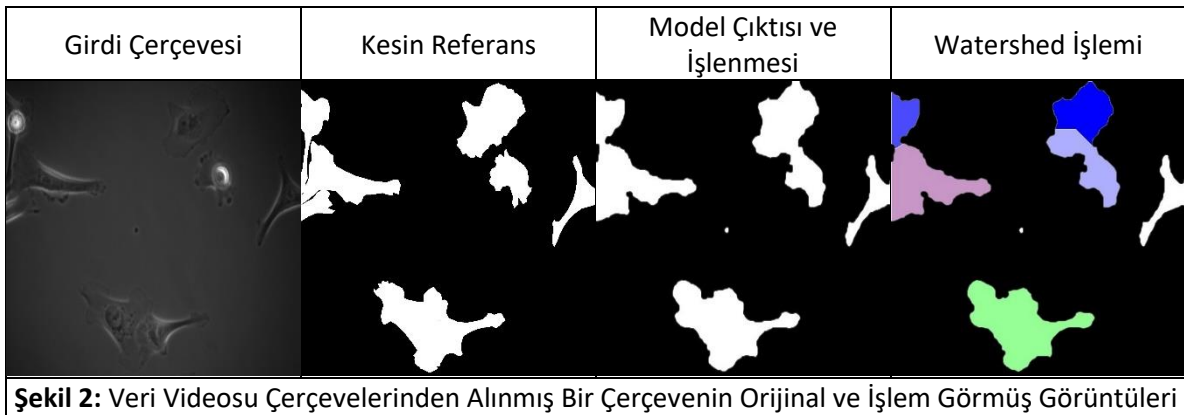 Girdi Çerçevesi
Kesin Referans
Model Çıktısı ve
İşlenmesi
Watershed İşlemi
Şekil 2: Veri Videosu Çerçevelerinden Alınmış Bir Çerçevenin Orijinal ve İşlem Görmüş Görüntüleri